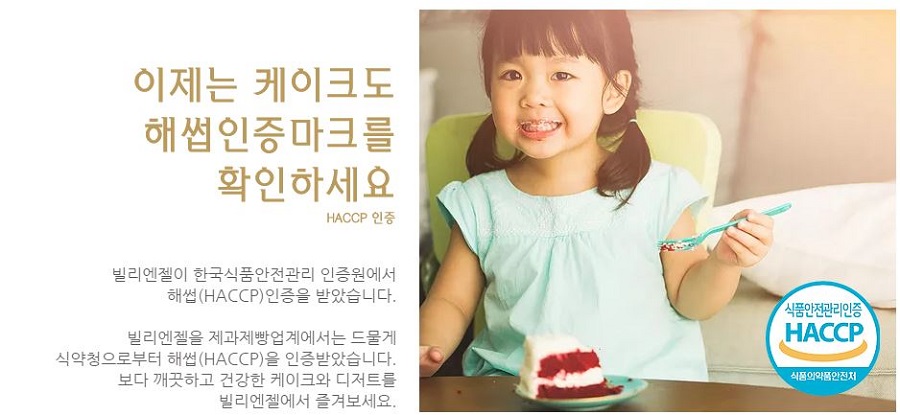 이제는 케이크도
해썹인증마크를
확인하세요
HACCP 인증
빌리엔젤이 한국식품안전관리 인증원에서
해썹(HACCP)인증을 받았습니다.
빌리엔젤을 제과제빵업계에서는 드물게
식약청으로부터 해썹(HACCP)을 인증받았습니다.
보다 깨끗하고 건강한 케이크와 디저트를
빌리엔젤에서 즐겨보세요.
식품안전관리인증
HACCP
식품의약품안전처